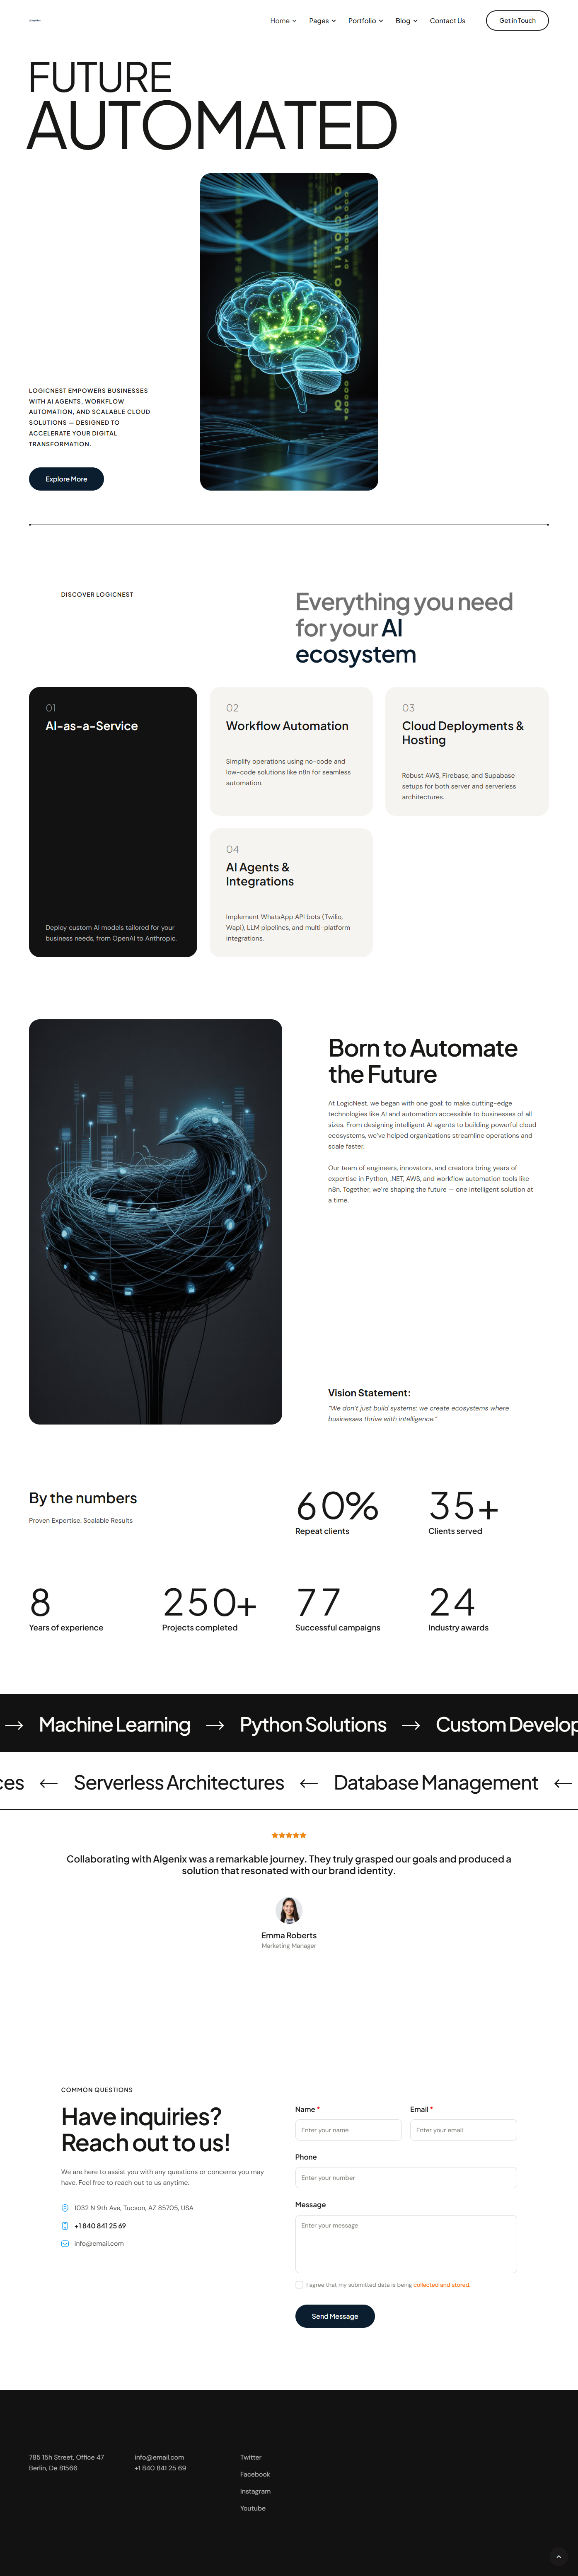 Home
Pages
Portfolio
Blog
Contact Us
Get in Touch
FUTURE
AUTOMATED
LOGICNEST EMPOWERS BUSINESSES
WITH AI AGENTS, WORKFLOW
AUTOMATION, AND SCALABLE CLOUD
SOLUTIONS — DESIGNED TO
ACCELERATE YOUR DIGITAL
TRANSFORMATION.
Explore More
DISCOVER LOGICNEST
Everything you need
for your AI
ecosystem
01
AI-as-a-Service
Deploy custom AI models tailored for your
business needs, from OpenAI to Anthropic.
02
Workflow Automation
Simplify operations using no-code and
low-code solutions like n8n for seamless
automation.
03
Cloud Deployments &
Hosting
Robust AWS, Firebase, and Supabase
setups for both server and serverless
architectures.
04
AI Agents &
Integrations
Implement WhatsApp API bots (Twilio,
Wapi), LLM pipelines, and multi-platform
integrations.
Born to Automate
the Future
At LogicNest, we began with one goal: to make cutting-edge
technologies like AI and automation accessible to businesses of all
sizes. From designing intelligent AI agents to building powerful cloud
ecosystems, we've helped organizations streamline operations and
scale faster.
Our team of engineers, innovators, and creators bring years of
expertise in Python, .NET, AWS, and workflow automation tools like
n8n. Together, we're shaping the future — one intelligent solution at
a time.
Vision Statement:
"We don't just build systems; we create ecosystems where
businesses thrive with intelligence."
By the numbers
Proven Expertise. Scalable Results
60%
Repeat clients
35+
Clients served
8
Years of experience
250+
Projects completed
77
Successful campaigns
24
Industry awards
Machine Learning → Python Solutions → Custom Develop
ces ← Serverless Architectures ← Database Management ←
Collaborating with Algenix was a remarkable journey. They truly grasped our goals and produced a
solution that resonated with our brand identity.
Emma Roberts
Marketing Manager
COMMON QUESTIONS
Have inquiries?
Reach out to us!
We are here to assist you with any questions or concerns you may
have. Feel free to reach out to us anytime.
1032 N 9th Ave, Tucson, AZ 85705, USA
+1 840 841 25 69
info@email.com
Name *
Email *
Enter your name
Enter your email
Phone
Enter your number
Message
Enter your message
I agree that my submitted data is being collected and stored.
Send Message
785 15h Street, Office 47
Berlin, De 81566
info@email.com
+1 840 841 25 69
Twitter
Facebook
Instagram
Youtube